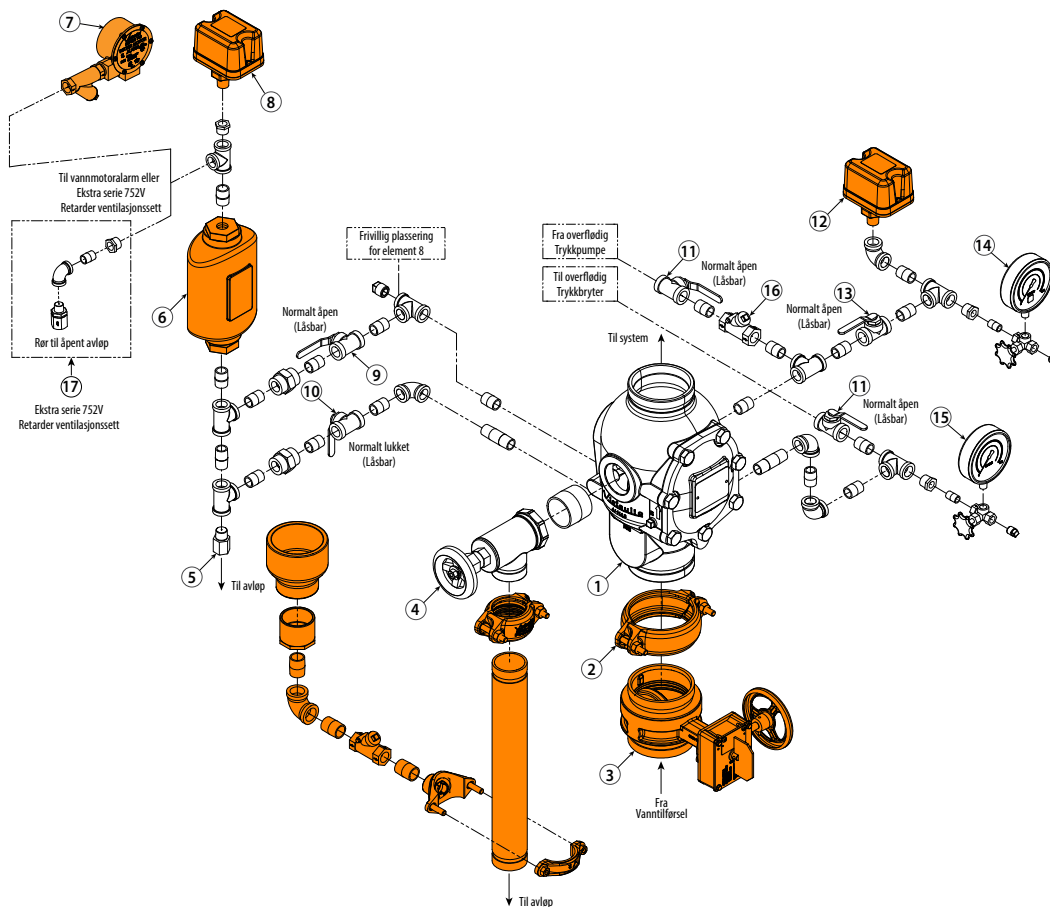 7
8
Til vannmotoralarm eller
Ekstra serie 752V
Retarder ventilasjonssett
Rør til åpent avløp
17
Ekstra serie 752V
Retarder ventilasjonssett
6
Frivillig plassering
for element 8
Normalt åpen
(Låsbar)
9
10
Normalt lukket
(Låsbar)
5
Til avløp
Fra overflødig
Trykkpumpe
Til overflødig
Trykkbryter
11
Normalt åpen
(Låsbar)
16
Til system
12
14
13
Normalt åpen
(Låsbar)
11
Normalt åpen
(Låsbar)
15
4
1
2
3
Fra
Vanntilførsel
Til avløp